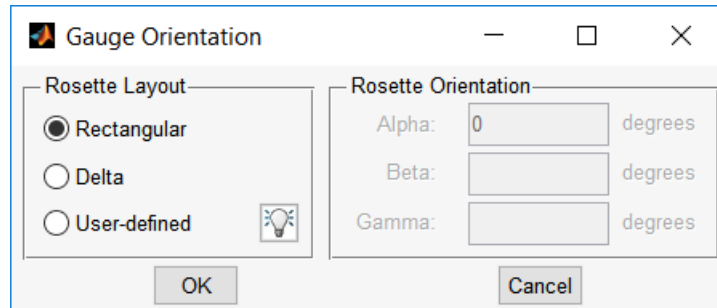 Gauge Orientation
Rosette Layout
Rectangular
Delta
User-defined
Rosette Orientation
Alpha: 0 degrees
Beta: degrees
Gamma: degrees
OK
Cancel